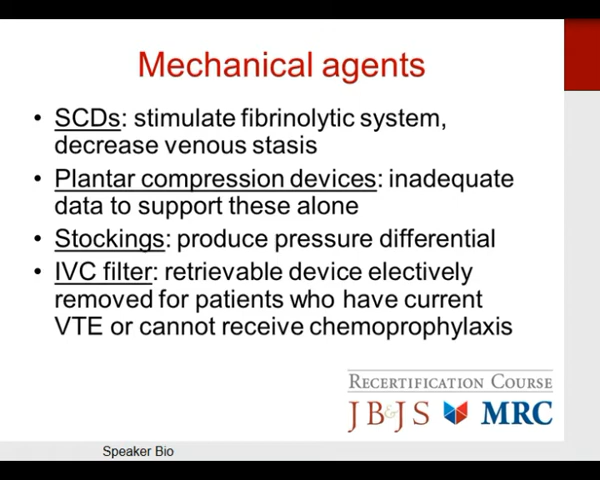 Mechanical agents
• SCDs: stimulate fibrinolytic system,
decrease venous stasis
• Plantar compression devices: inadequate
data to support these alone
• Stockings: produce pressure differential
• IVC filter: retrievable device electively
removed for patients who have current
VTE or cannot receive chemoprophylaxis
RECERTIFICATION COURSE
JB&JS MRC
Speaker Bio